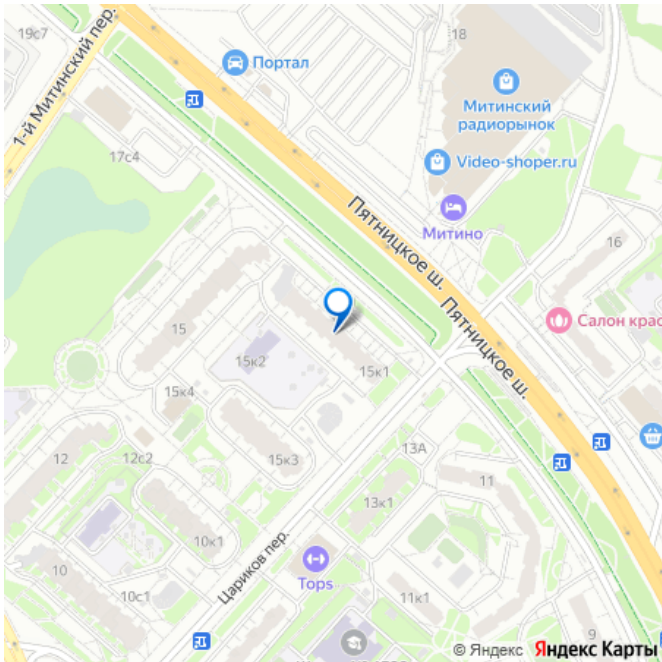 19с7
18
1-й Митинский пер.
Портал
Митинский
радиорынок
Video-shoper.ru
17с4
Пятницкое ш.
Митино
16
Пятницкое ш.
Салон крас
15
15к2
15к1
15к4
13А
12
12с2
15к3
11
13к1
10к1
Цариков пер.
10
Tops
10с1
11к1
9
© Яндекс Яндекс Карты